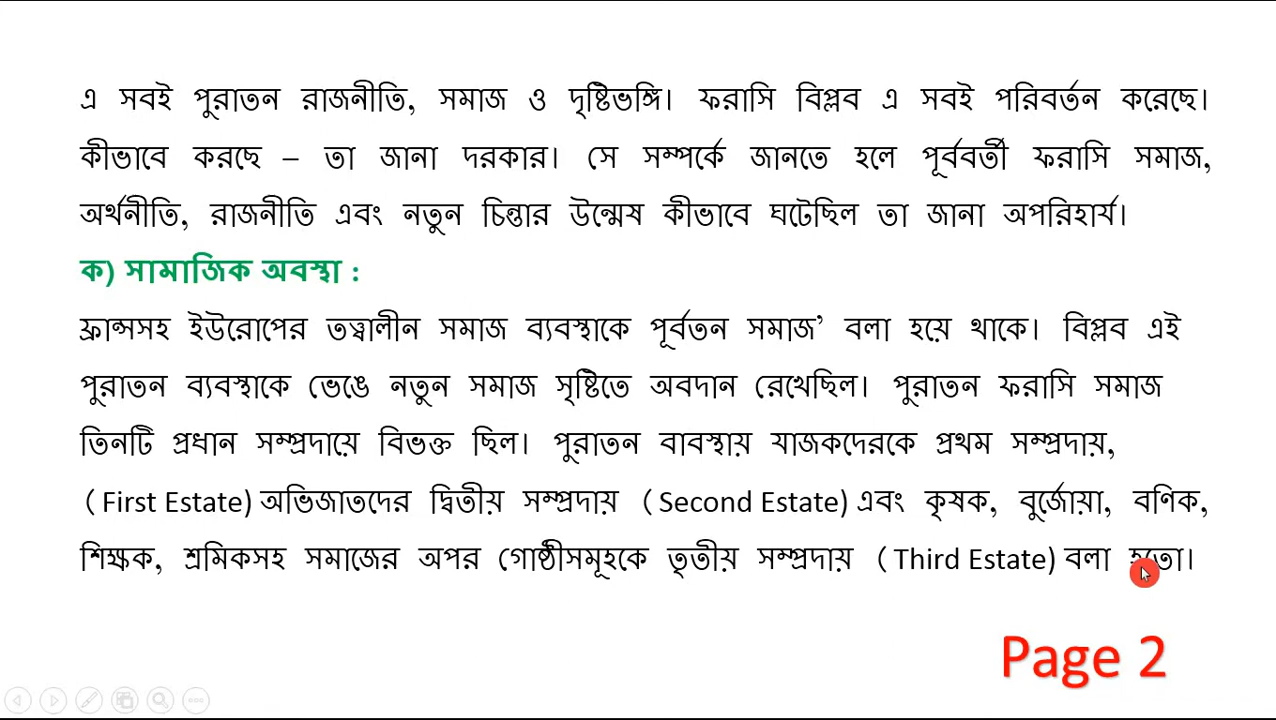 এ সবই পুরাতন রাজনীতি, সমাজ ও দৃষ্টিভঙ্গি। ফরাসি বিপ্লব এ সবই পরিবর্তন করেছে।
কীভাবে করছে – তা জানা দরকার। সে সম্পর্কে জানতে হলে পূর্ববর্তী ফরাসি সমাজ,
অর্থনীতি, রাজনীতি এবং নতুন চিন্তার উন্মেষ কীভাবে ঘটেছিল তা জানা অপরিহার্য।
ক) সামাজিক অবস্থা :
ফ্রান্সসহ ইউরোপের তত্ত্বালীন সমাজ ব্যবস্থাকে পূর্বতন সমাজ’ বলা হয়ে থাকে। বিপ্লব এই
পুরাতন ব্যবস্থাকে ভেঙে নতুন সমাজ সৃষ্টিতে অবদান রেখেছিল। পুরাতন ফরাসি সমাজ
তিনটি প্রধান সম্প্রদায়ে বিভক্ত ছিল। পুরাতন বাবস্থায় যাজকদেরকে প্রথম সম্প্রদায়,
(First Estate) অভিজাতদের দ্বিতীয় সম্প্রদায় (Second Estate) এবং কৃষক, বুর্জোয়া, বণিক,
শিক্ষক, শ্রমিকসহ সমাজের অপর গোষ্ঠীসমূহকে তৃতীয় সম্প্রদায় (Third Estate) বলা হতো।
Page 2